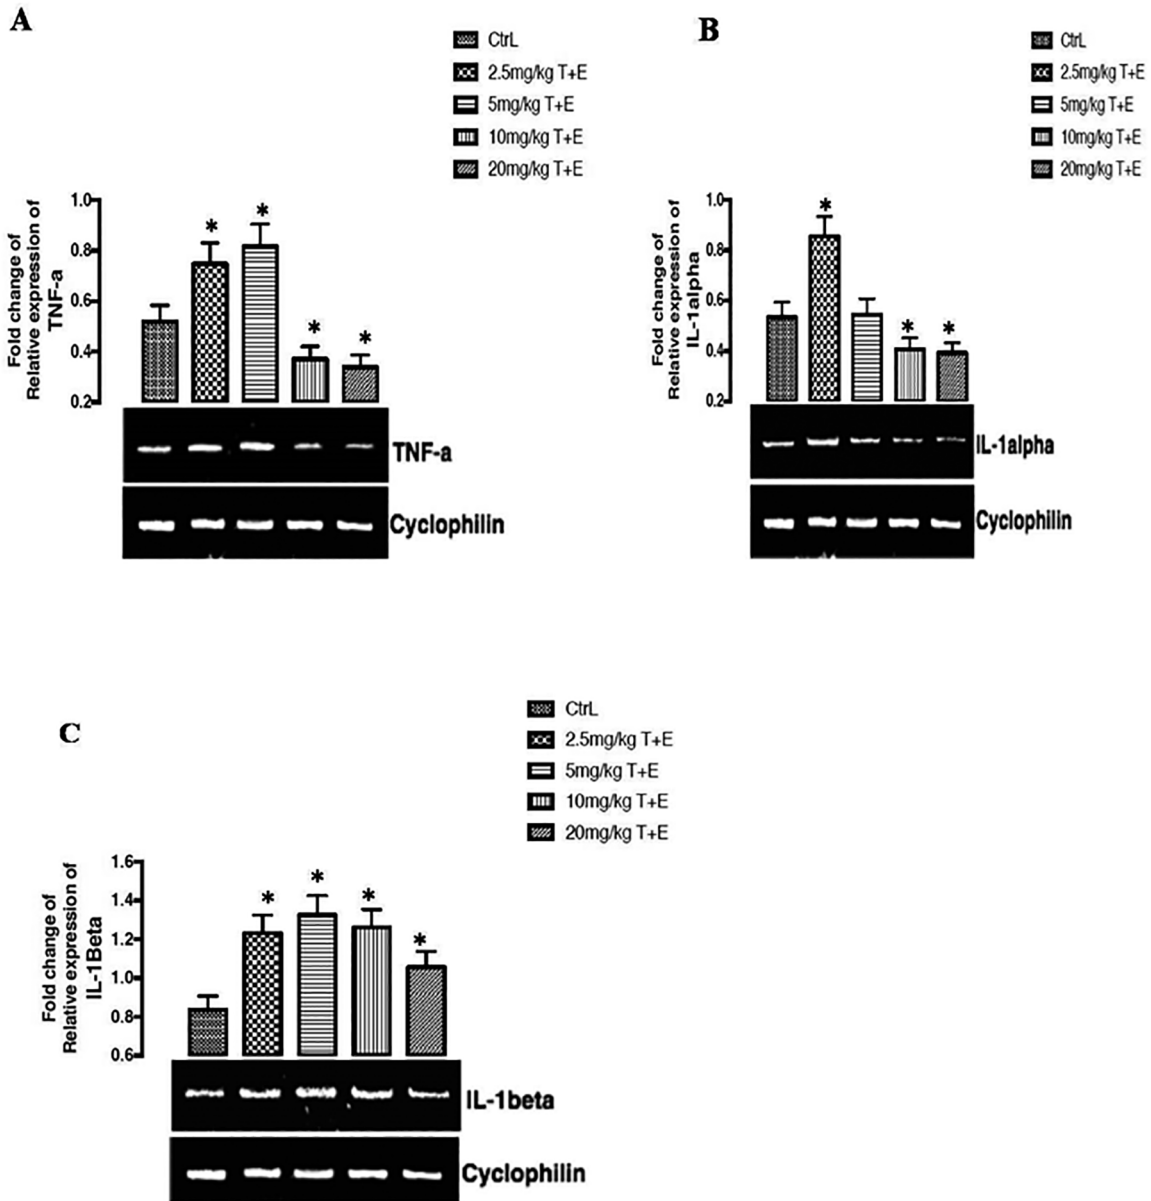 A
CtrL
2.5mg/kg T+E
5mg/kg T+E
10mg/kg T+E
20mg/kg T+E
Fold change of
Relative expression of
TNF-a
1.0
0.8
0.6
0.4
0.2
*
*
*
*
TNF-a
Cyclophilin
B
CtrL
2.5mg/kg T+E
5mg/kg T+E
10mg/kg T+E
20mg/kg T+E
Fold change of
Relative expression of
IL-1alpha
1.0
0.8
0.6
0.4
0.2
*
*
*
IL-1alpha
Cyclophilin
C
CtrL
2.5mg/kg T+E
5mg/kg T+E
10mg/kg T+E
20mg/kg T+E
Fold change of
Relative expression of
IL-1Beta
1.6
1.4
1.2
1.0
0.8
0.6
*
*
*
*
IL-1beta
Cyclophilin